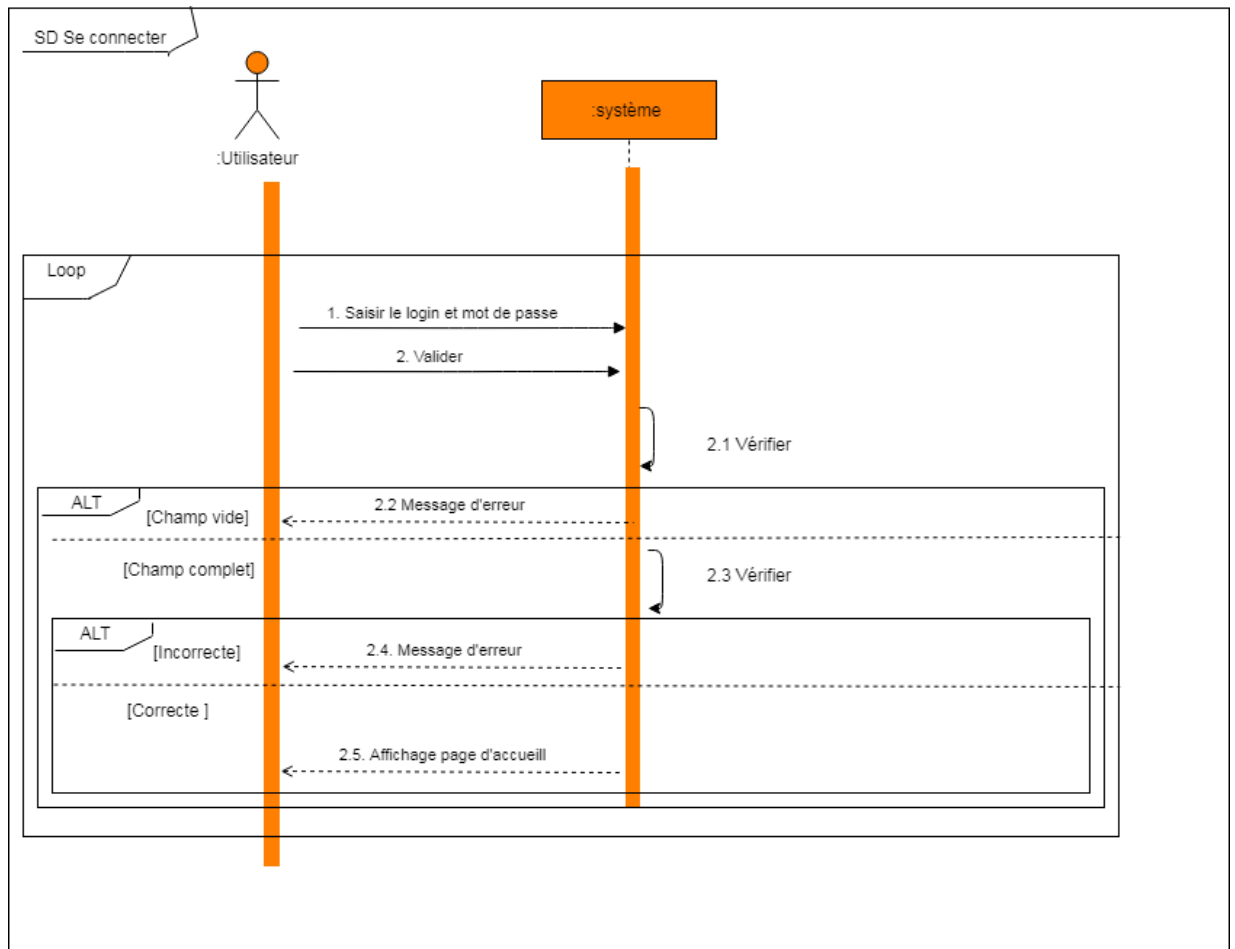 SD Se connecter
:système
:Utilisateur
Loop
1. Saisir le login et mot de passe
2. Valider
2.1 Vérifier
ALT
[Champ vide]
2.2 Message d'erreur
[Champ complet]
2.3 Vérifier
ALT
[Incorrecte]
2.4. Message d'erreur
[Correcte ]
2.5. Affichage page d'accueill